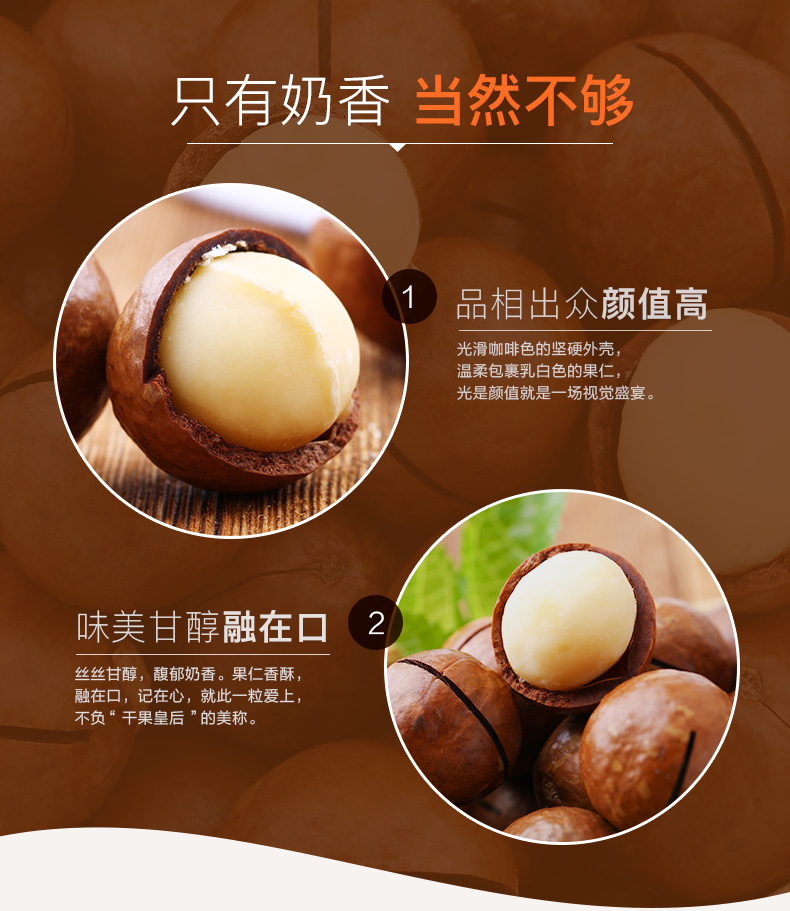 只有奶香 当然不够
1
品相出众颜值高
光滑咖啡色的坚硬外壳，
温柔包裹乳白色的果仁，
光是颜值就是一场视觉盛宴。
2
味美甘醇融在口
丝丝甘醇，馥郁奶香。果仁香酥，
融在口，记在心，就此一粒爱上，
不负“干果皇后”的美称。